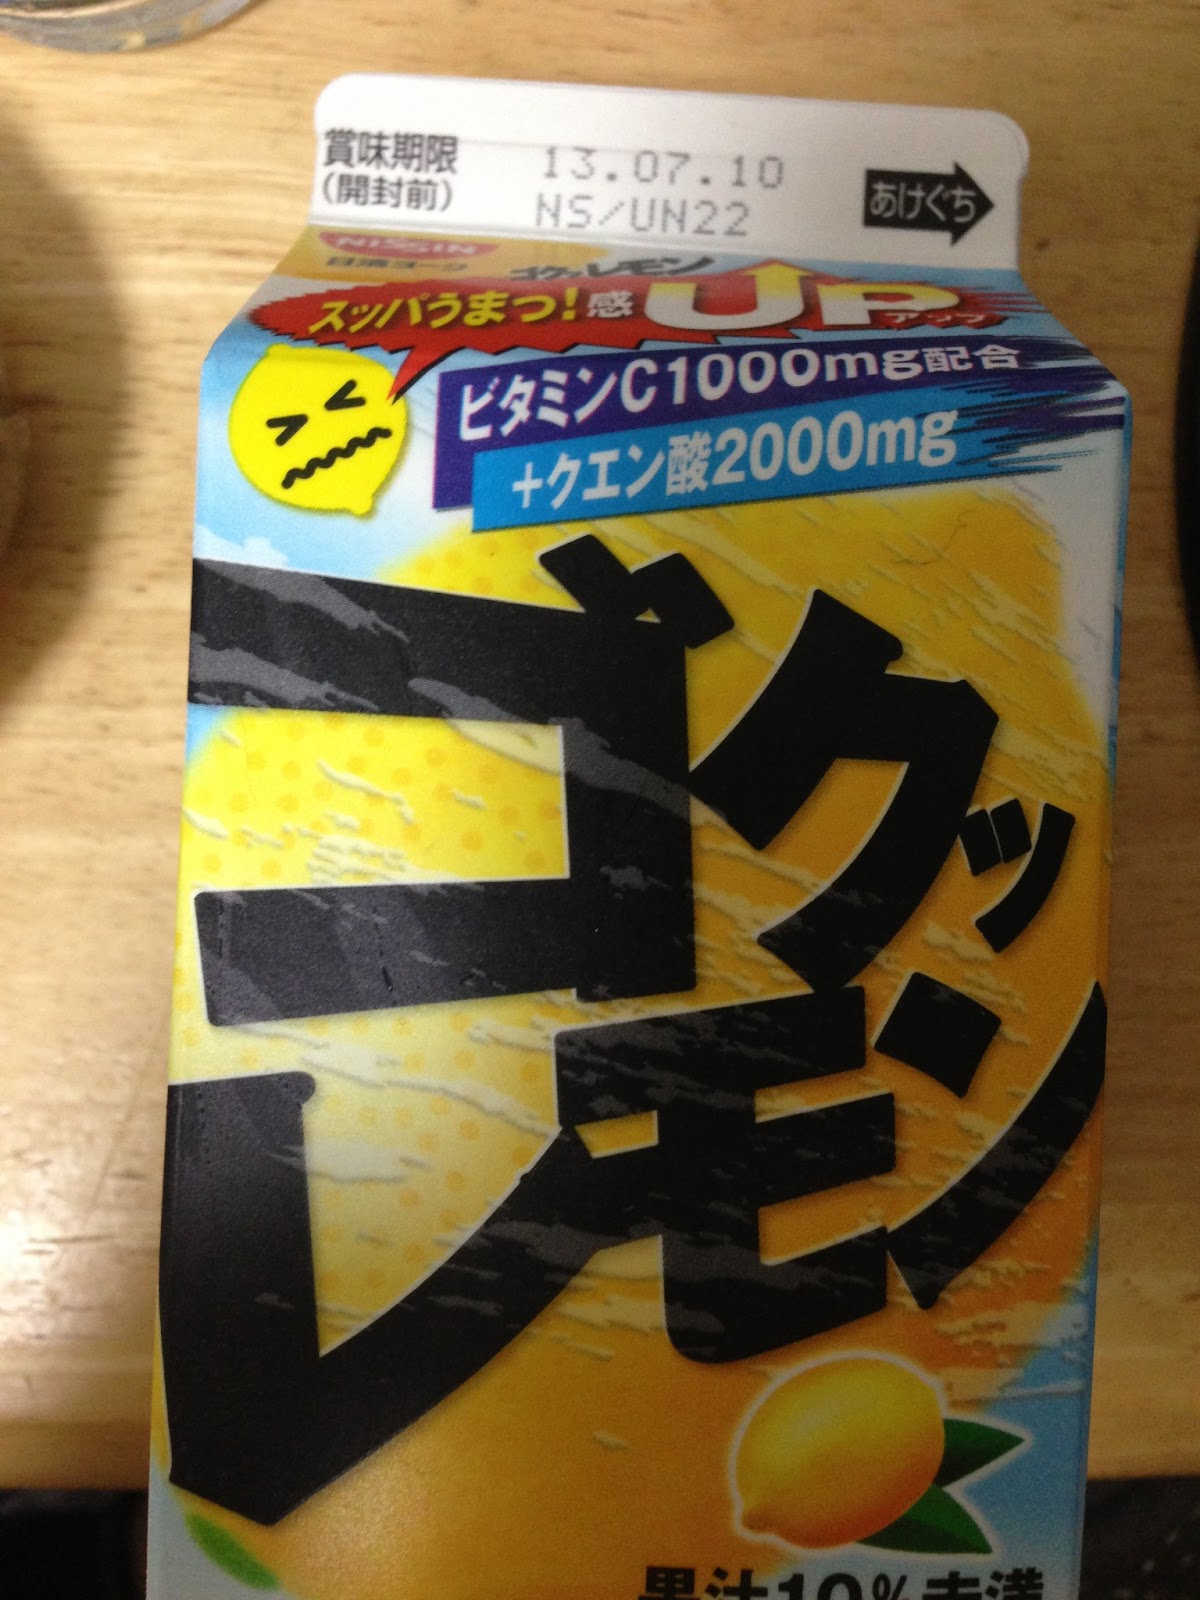 賞味期限
(開封前)
13.07.10
NS/UN22
あけぐち
NISSIN
日清ヨーク
ゴクッレモン
スッパうまっ!感UP
アップ
ビタミンC1000mg配合
+クエン酸2000mg
ゴクッ
レモン
果汁10%未満